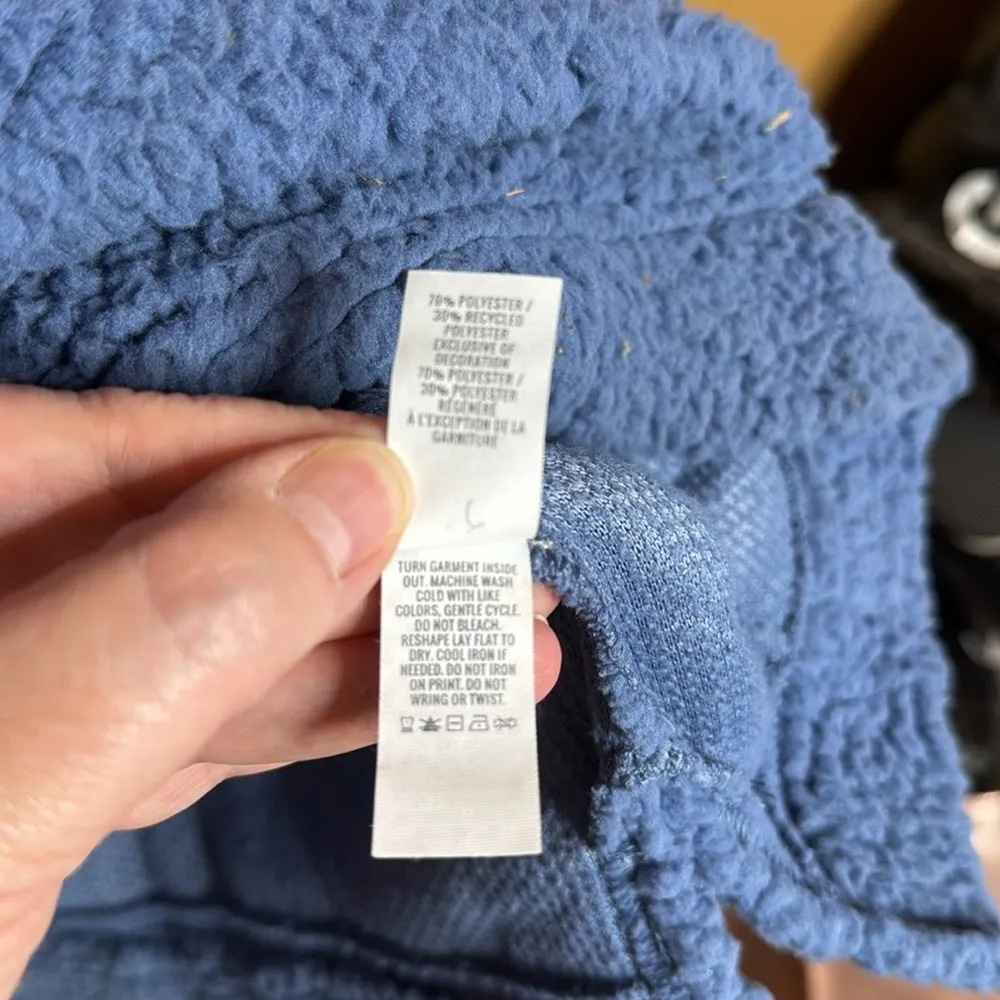 70% POLYESTER /
30% RECYCLED
POLYESTER
EXCLUSIVE OF
DECORATION
70% POLYESTER /
30% POLYESTER
RÉGÉNÉRÉ
À L'EXCEPTION DE LA
GARNITURE
TURN GARMENT INSIDE
OUT. MACHINE WASH
COLD WITH LIKE
COLORS, GENTLE CYCLE.
DO NOT BLEACH.
RESHAPE LAY FLAT TO
DRY. COOL IRON IF
NEEDED. DO NOT IRON
ON PRINT. DO NOT
WRING OR TWIST.